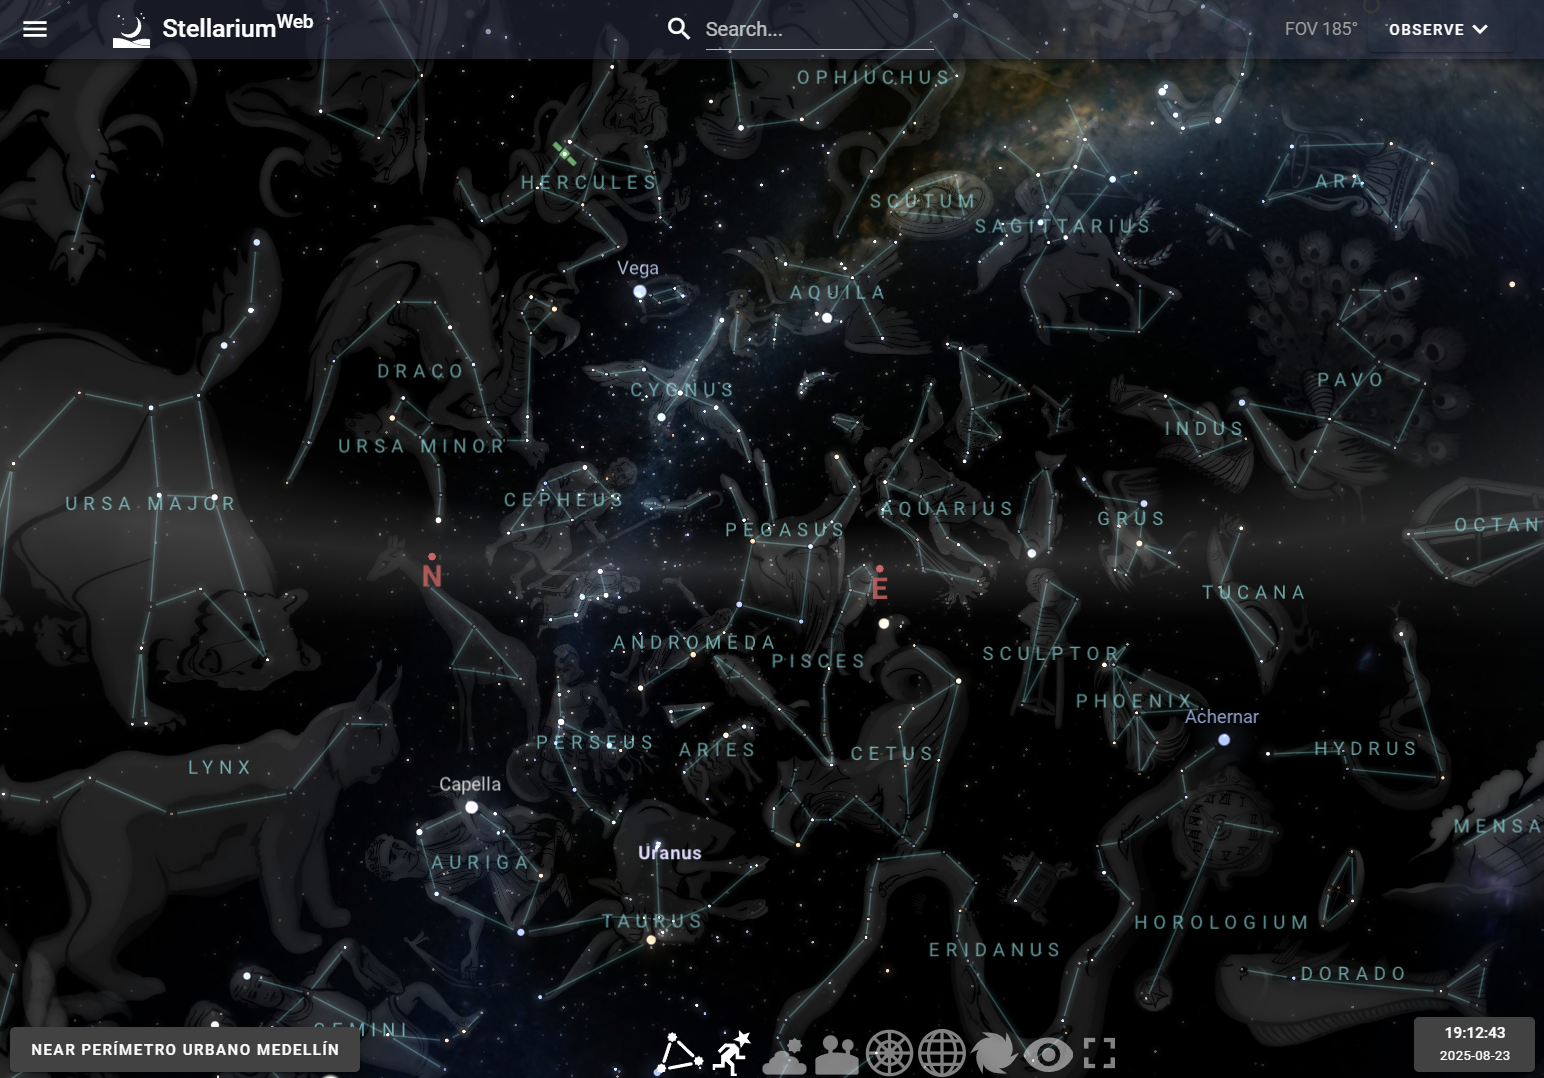 StellariumWeb
Search...
FOV 185°
OBSERVE
OPHIUCHUS
HERCULES
ARA
SCUTUM
SAGITTARIUS
Vega
AQUILA
DRACO
CYGNUS
PAVO
URSA MINOR
INDUS
URSA MAJOR
CEPHEUS
PEGASUS
AQUARIUS
GRUS
OCTAN
N
E
TUCANA
ANDROMEDA
PISCES
SCULPTOR
PHOENIX
Achernar
PERSEUS
ARIES
CETUS
HYDRUS
LYNX
Capella
MENSA
AURIGA
Uranus
TAURUS
HOROLOGIUM
ERIDANUS
DORADO
GEMINI
NEAR PERÍMETRO URBANO MEDELLÍN
19:12:43
2025-08-23